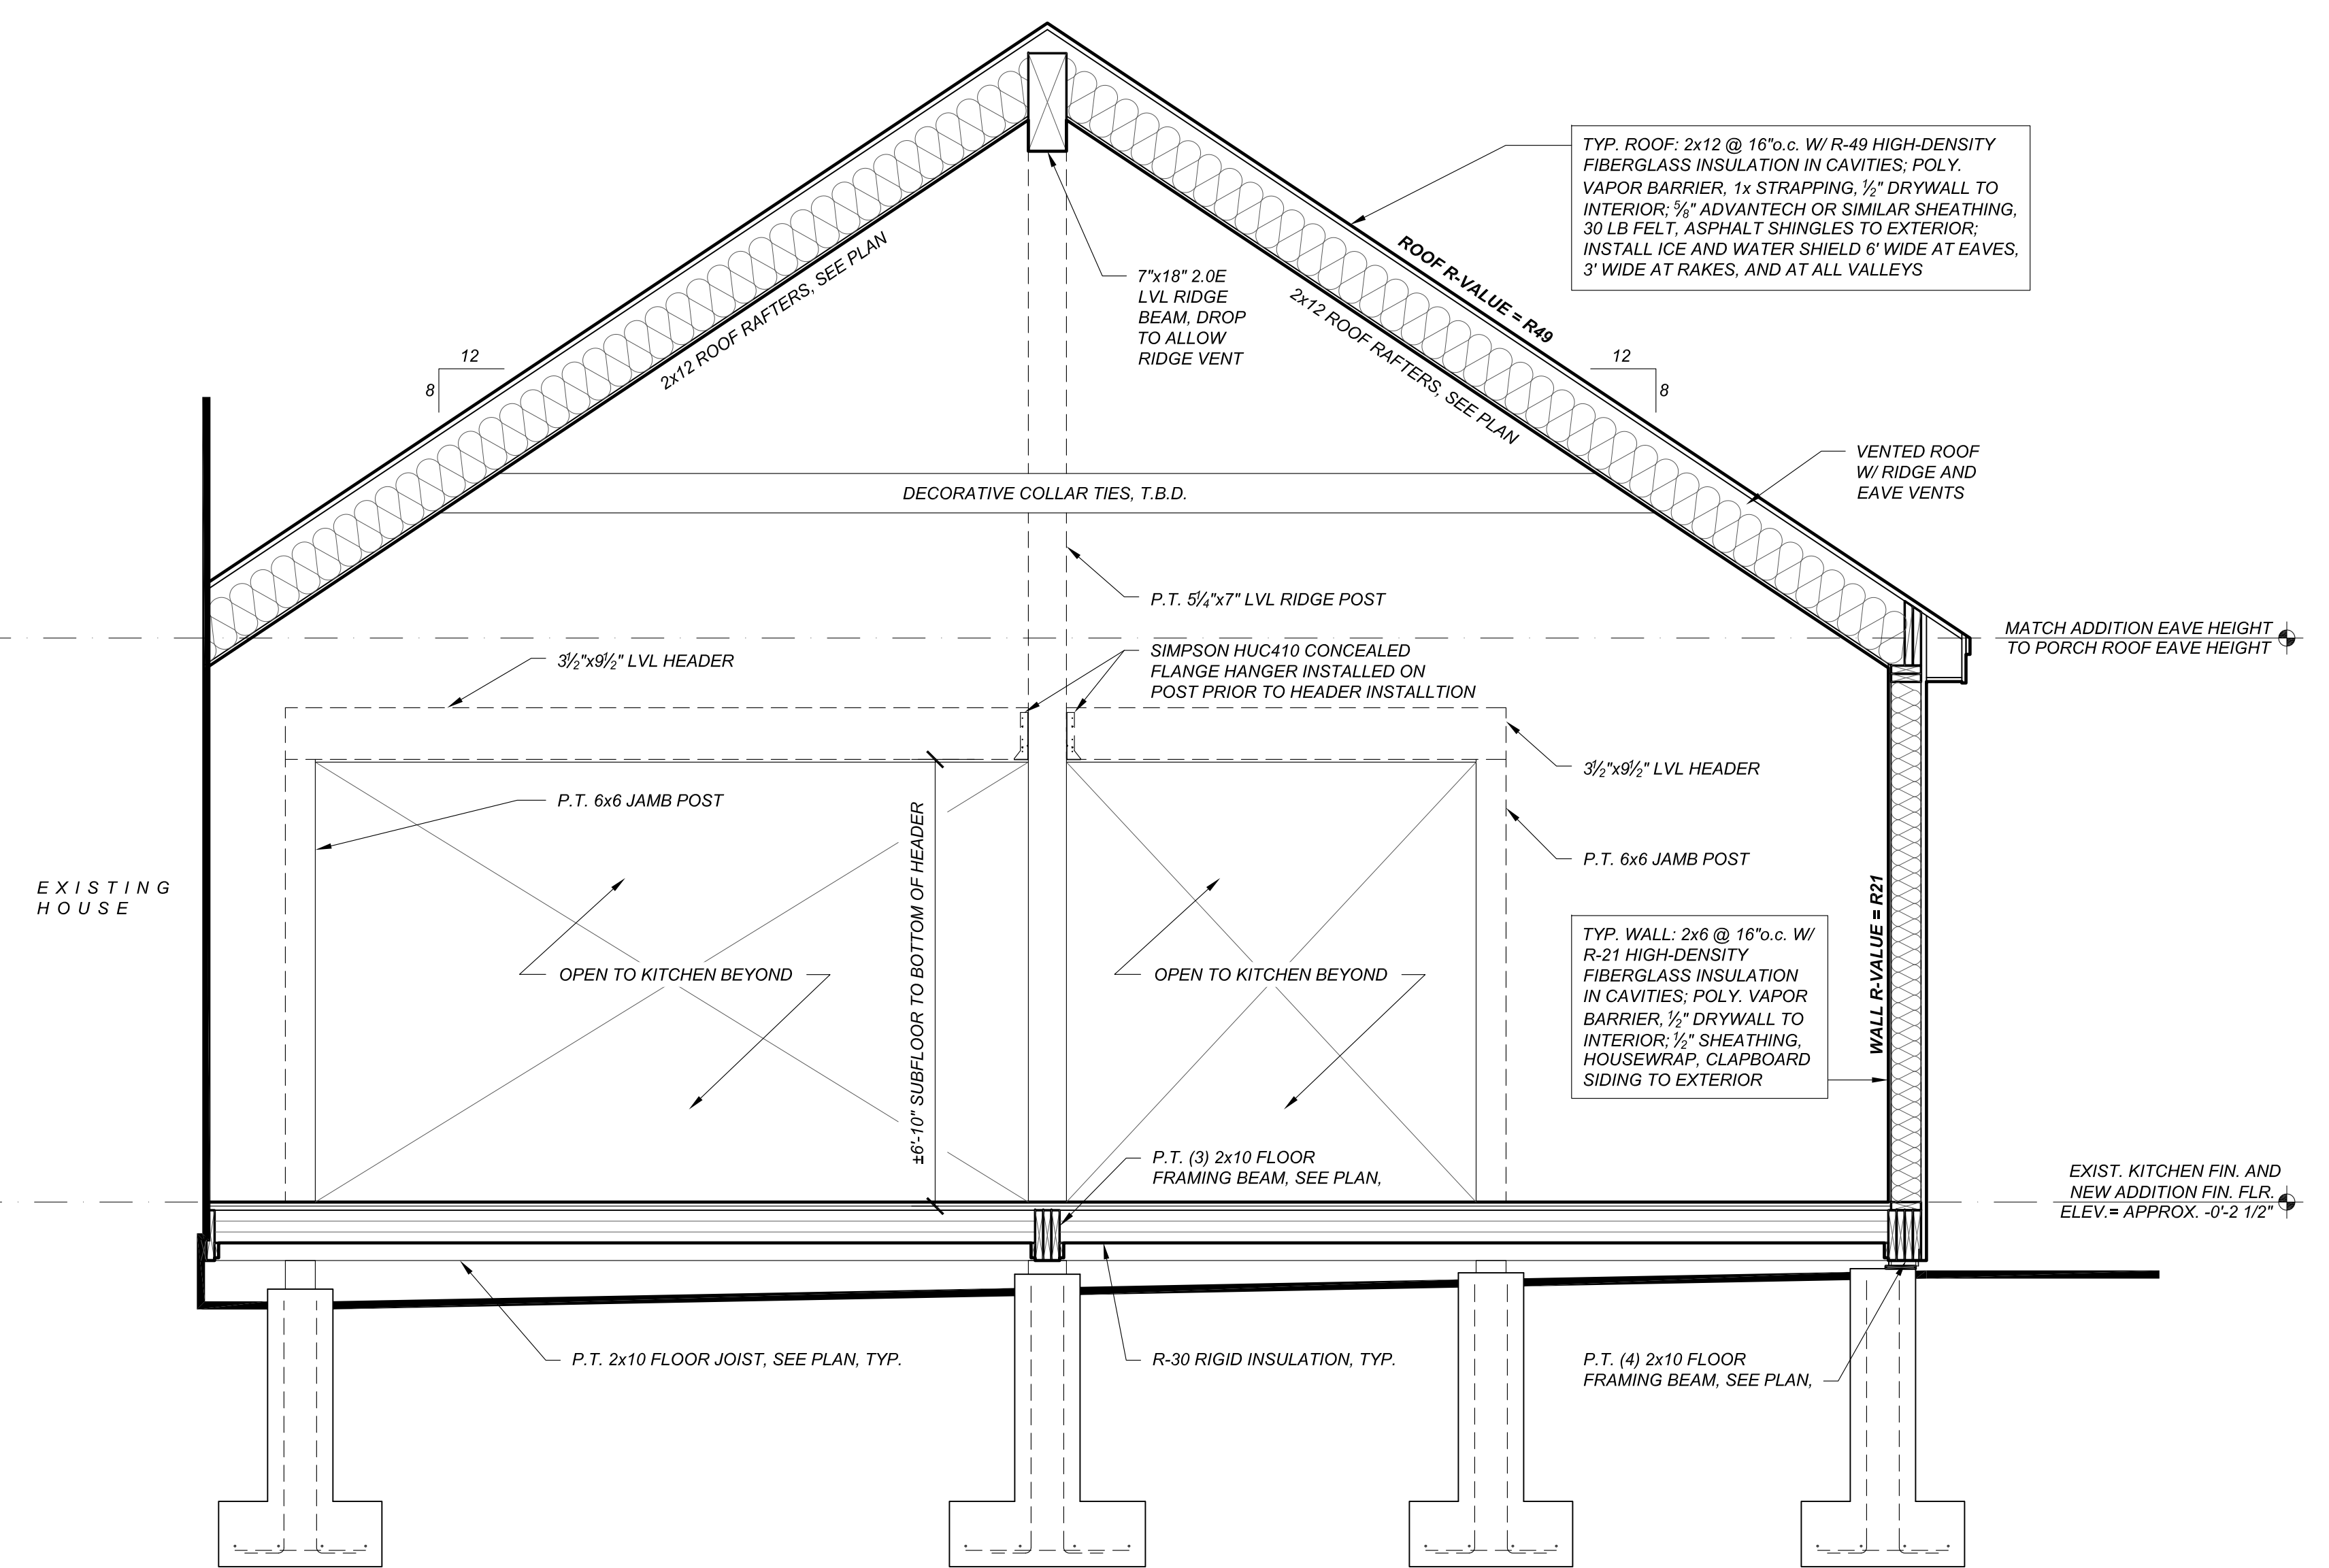 TYP. ROOF: 2x12 @ 16"o.c. W/ R-49 HIGH-DENSITY
FIBERGLASS INSULATION IN CAVITIES; POLY.
VAPOR BARRIER, 1x STRAPPING, ½" DRYWALL TO
INTERIOR; ⅝" ADVANTECH OR SIMILAR SHEATHING,
30 LB FELT, ASPHALT SHINGLES TO EXTERIOR;
INSTALL ICE AND WATER SHIELD 6' WIDE AT EAVES,
3' WIDE AT RAKES, AND AT ALL VALLEYS
ROOF R-VALUE = R49
2x12 ROOF RAFTERS, SEE PLAN
2x12 ROOF RAFTERS, SEE PLAN
7"x18" 2.0E
LVL RIDGE
BEAM, DROP
TO ALLOW
RIDGE VENT
12
8
12
8
VENTED ROOF
W/ RIDGE AND
EAVE VENTS
DECORATIVE COLLAR TIES, T.B.D.
P.T. 5¼"x7" LVL RIDGE POST
MATCH ADDITION EAVE HEIGHT
TO PORCH ROOF EAVE HEIGHT
SIMPSON HUC410 CONCEALED
FLANGE HANGER INSTALLED ON
POST PRIOR TO HEADER INSTALLTION
3½"x9½" LVL HEADER
3½"x9½" LVL HEADER
P.T. 6x6 JAMB POST
P.T. 6x6 JAMB POST
EXISTING
HOUSE
±6'-10" SUBFLOOR TO BOTTOM OF HEADER
OPEN TO KITCHEN BEYOND
OPEN TO KITCHEN BEYOND
TYP. WALL: 2x6 @ 16"o.c. W/
R-21 HIGH-DENSITY
FIBERGLASS INSULATION
IN CAVITIES; POLY. VAPOR
BARRIER, ½" DRYWALL TO
INTERIOR; ½" SHEATHING,
HOUSEWRAP, CLAPBOARD
SIDING TO EXTERIOR
WALL R-VALUE = R21
P.T. (3) 2x10 FLOOR
FRAMING BEAM, SEE PLAN,
EXIST. KITCHEN FIN. AND
NEW ADDITION FIN. FLR.
ELEV.= APPROX. -0'-2 1/2"
P.T. 2x10 FLOOR JOIST, SEE PLAN, TYP.
R-30 RIGID INSULATION, TYP.
P.T. (4) 2x10 FLOOR
FRAMING BEAM, SEE PLAN,